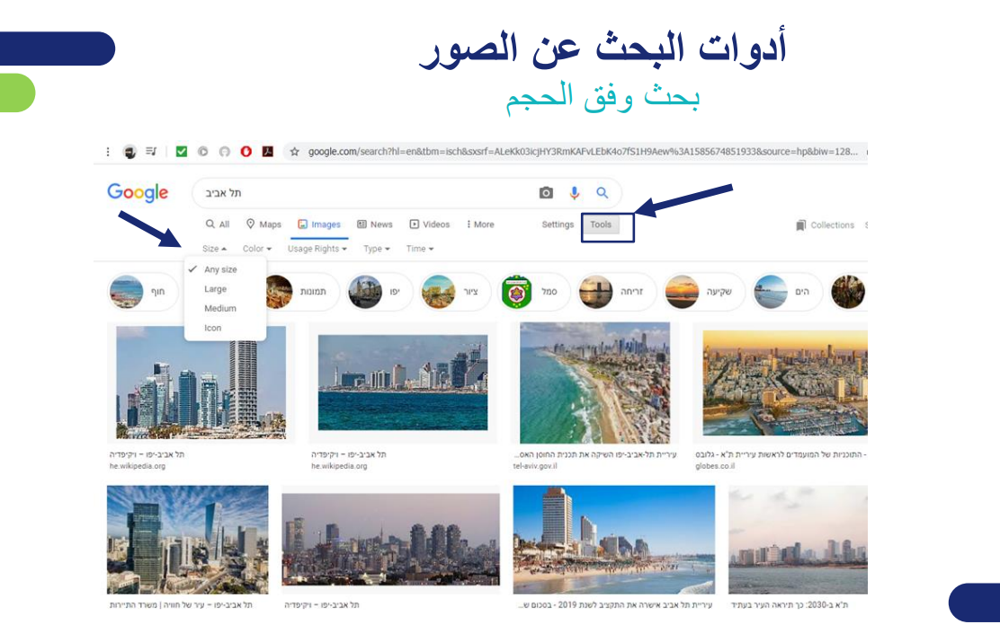 أدوات البحث عن الصور
بحث وفق الحجم
google.com/search?hl=en&tbm=isch&sxsrf=ALeKk03icjHY3RmKAFvLEbK4o7fS1H9Aew%3A1585674851933&source=hp&biw=128...
Google
תל אביב
All Maps Images News Videos More Settings Tools Collections
Size Color Usage Rights Type Time
Any size
Large
Medium
Icon
חוף תמונות יפו ציור סמל זריחה שקיעה הים
תל אביב-יפו – ויקיפדיה
he.wikipedia.org
תל אביב-יפו – ויקיפדיה
he.wikipedia.org
עיריית תל-אביב-יפו השיקה את תכנית החוסן האס...
tel-aviv.gov.il
התוכניות של המועמדים לראשות עיריית ת"א - גלובס -
globes.co.il
תל אביב-יפו – עיר של חוויה | משרד התיירות
תל אביב-יפו – ויקיפדיה
עיריית תל אביב אישרה את התקציב לשנת 2019 - בסכום ש...
ת"א ב-2030: כך תיראה העיר בעתיד